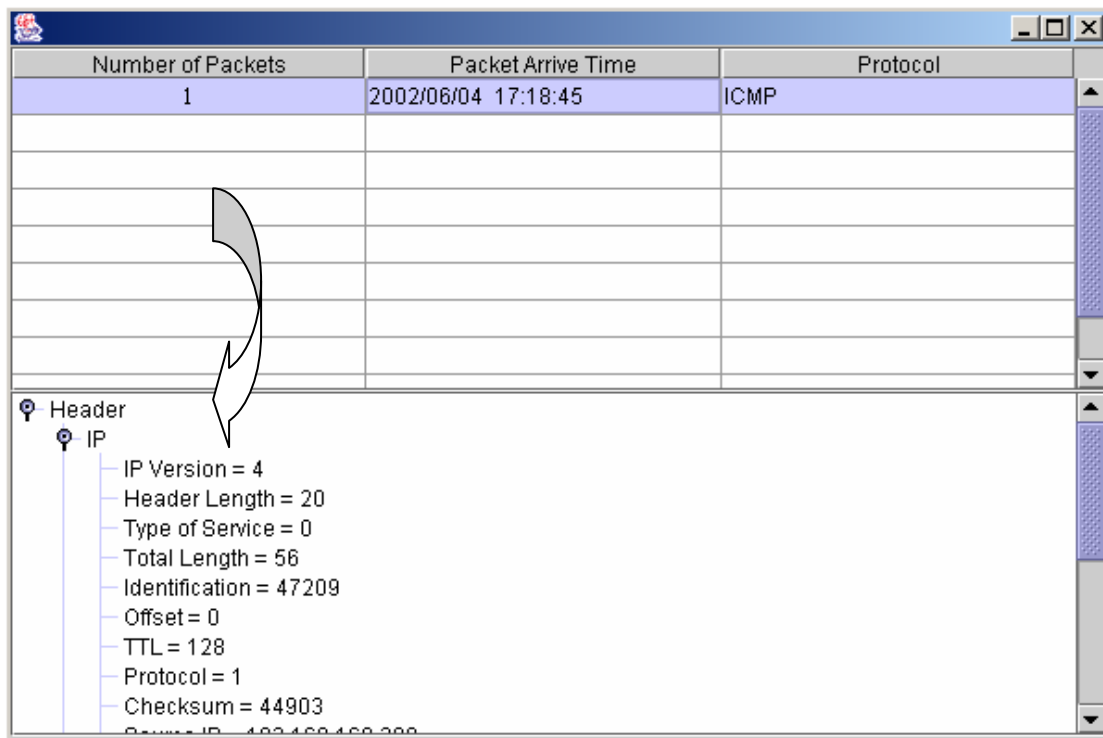 Number of Packets Packet Arrive Time Protocol
1 2002/06/04 17:18:45 ICMP
Header
IP
IP Version = 4
Header Length = 20
Type of Service = 0
Total Length = 56
Identification = 47209
Offset = 0
TTL = 128
Protocol = 1
Checksum = 44903
Source IP =